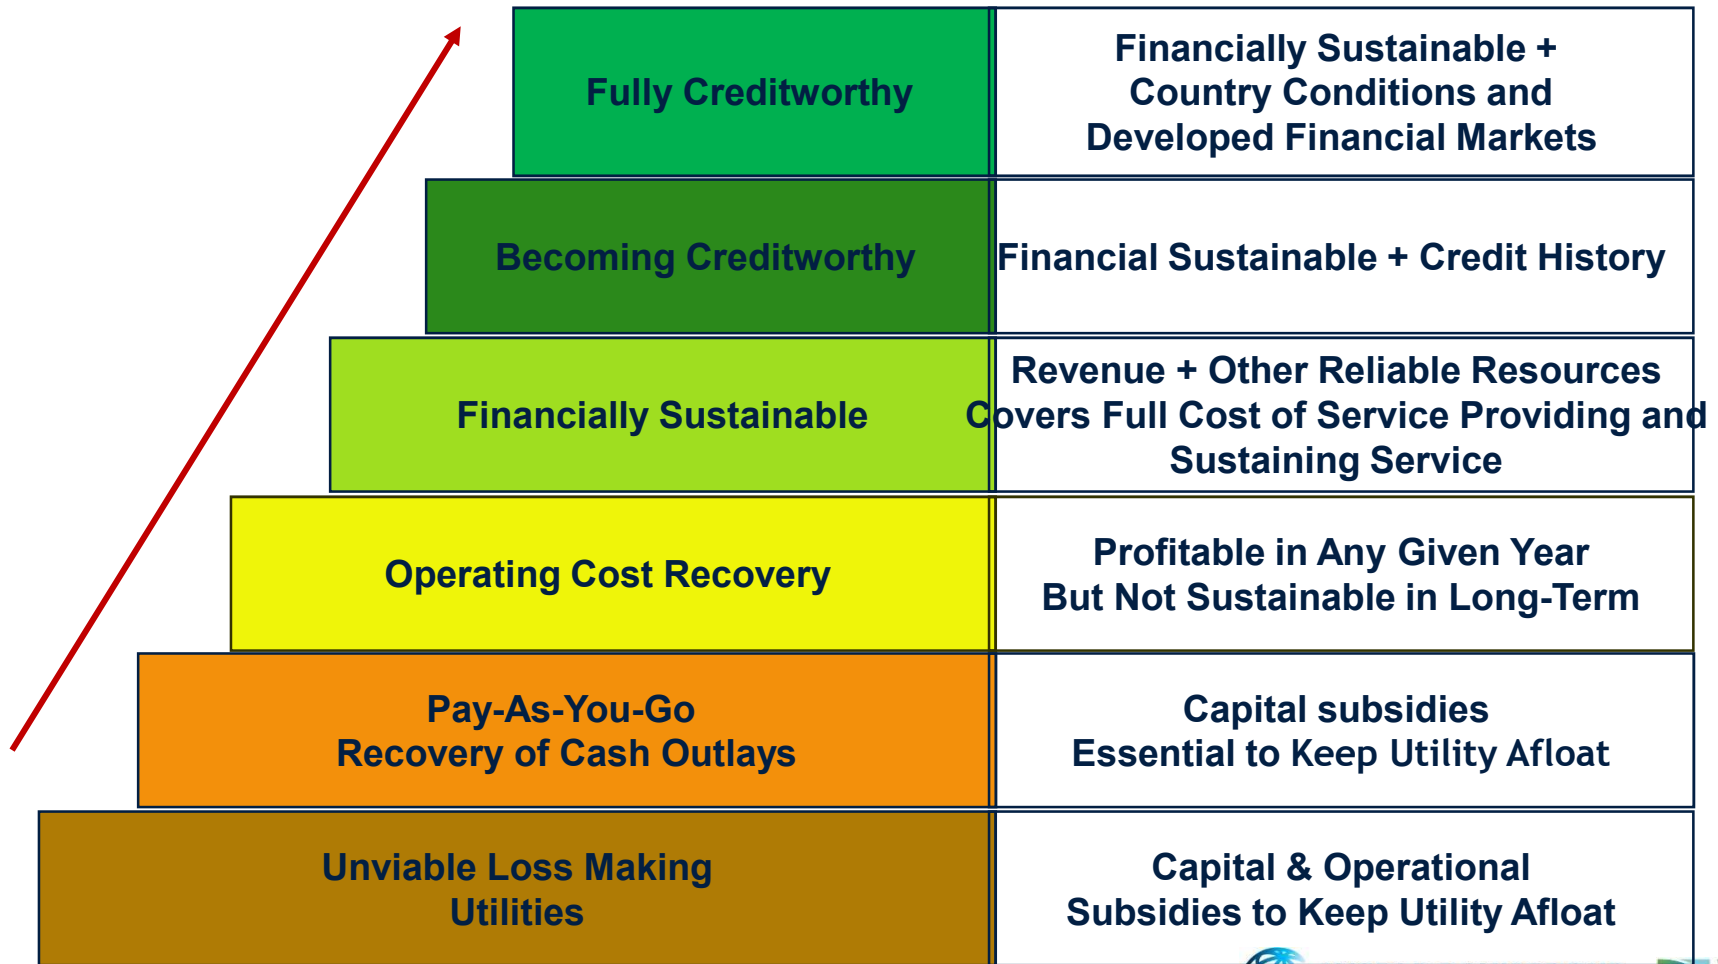 Fully Creditworthy
Financially Sustainable +
Country Conditions and
Developed Financial Markets
Becoming Creditworthy
Financial Sustainable + Credit History
Financially Sustainable
Revenue + Other Reliable Resources
Covers Full Cost of Service Providing and
Sustaining Service
Operating Cost Recovery
Profitable in Any Given Year
But Not Sustainable in Long-Term
Pay-As-You-Go
Recovery of Cash Outlays
Capital subsidies
Essential to Keep Utility Afloat
Unviable Loss Making
Utilities
Capital & Operational
Subsidies to Keep Utility Afloat